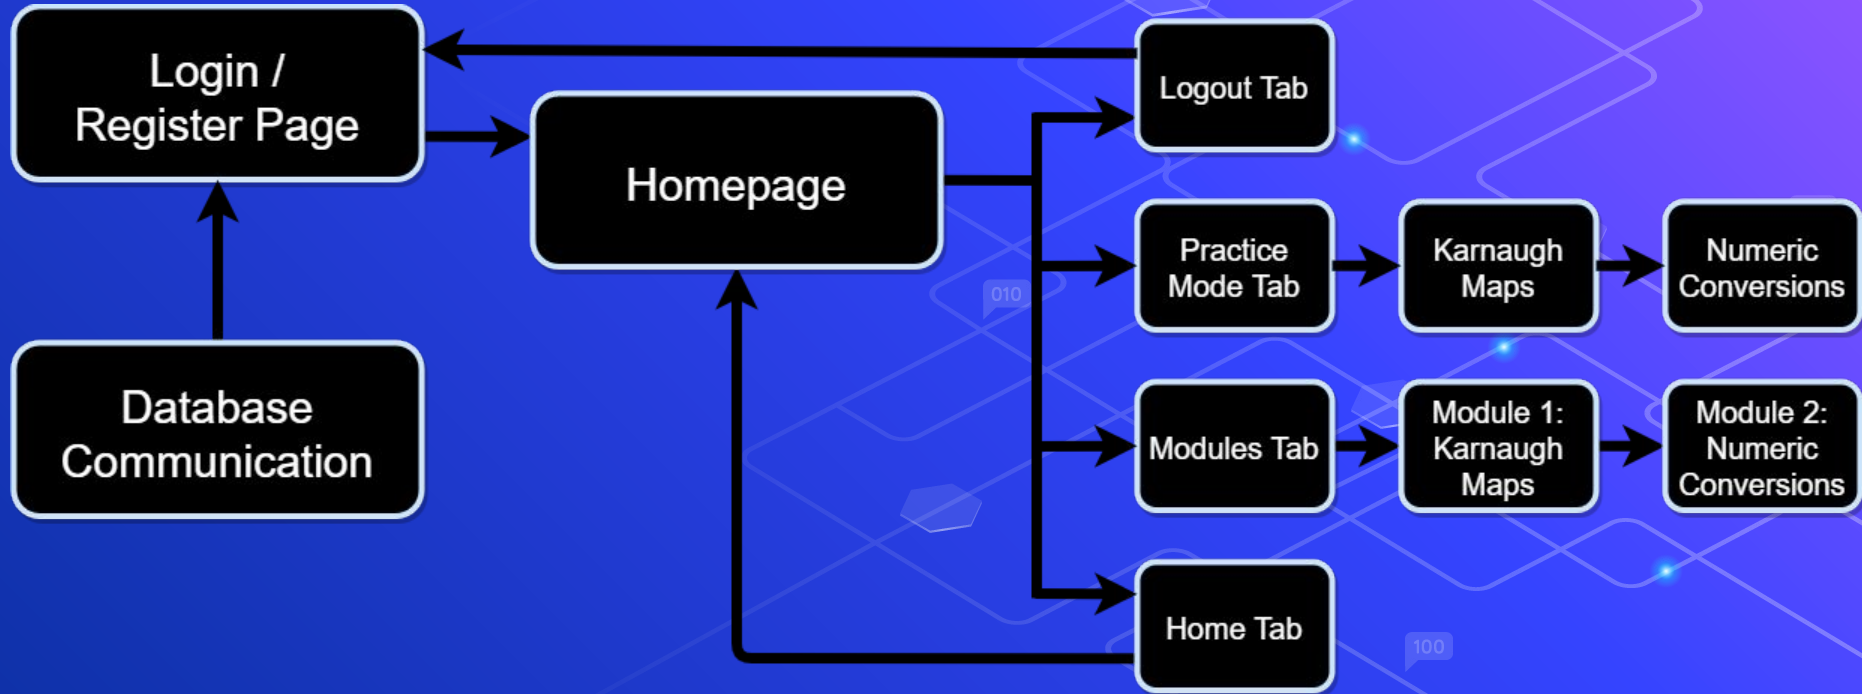 Login /
Register Page
Homepage
Database
Communication
Logout Tab
Practice
Mode Tab
Karnaugh
Maps
Numeric
Conversions
Modules Tab
Module 1:
Karnaugh
Maps
Module 2:
Numeric
Conversions
Home Tab
010
100